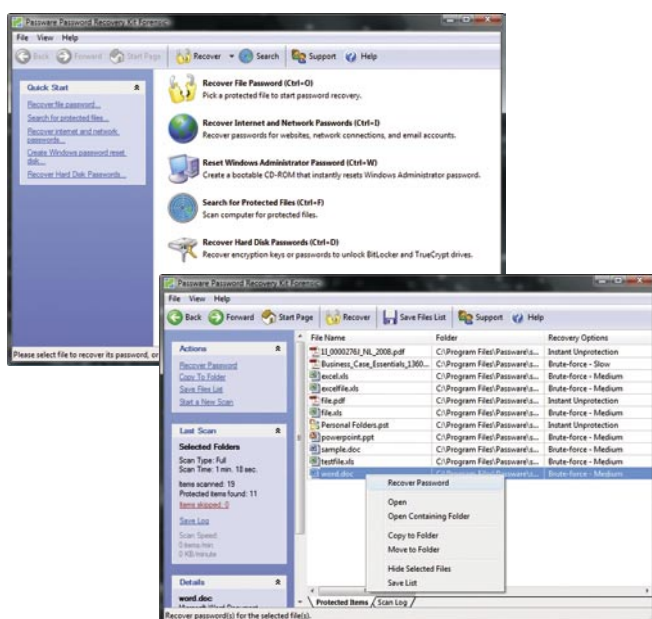 Passware Password Recovery Kit Forensic
File View Help
Back Forward Start Page Recover Search Support Help
Quick Start
Recover file password...
Search for protected files...
Recover internet and network passwords...
Create Windows password reset disk...
Recover Hard Disk Passwords...
Recover File Password (Ctrl+O)
Pick a protected file to start password recovery.
Recover Internet and Network Passwords (Ctrl+I)
Recover passwords for websites, network connections, and email accounts.
Reset Windows Administrator Password (Ctrl+W)
Create a bootable CD-ROM that instantly resets Windows Administrator password.
Search for Protected Files (Ctrl+F)
Scan computer for protected files.
Recover Hard Disk Passwords (Ctrl+D)
Recover encryption keys or passwords to unlock BitLocker and TrueCrypt drives.
Please select file to recover its password, or
Passware Password Recovery Kit Forensic
File View Help
Back Forward Start Page Recover Save Files List Support Help
Actions
Recover Password
Copy To Folder
Save Files List
Start a New Scan
Last Scan
Selected Folders
Scan Type: Full
Scan Time: 1 min. 18 sec.
Items scanned: 19
Protected items found: 11
Items skipped: 0
Save Log
Scan Speed:
0 items/min
0 KB/minute
Details
word.doc
Microsoft Word Document
File Name Folder Recovery Options
C:\Program Files\Passware\s... Instant Unprotection
Business_Case_Essentials_1360... C:\Program Files\Passware\s... Brute-force - Slow
excel.xls C:\Program Files\Passware\s... Brute-force - Medium
excelfile.xls C:\Program Files\Passware\s... Brute-force - Medium
file.pdf C:\Program Files\Passware\s... Instant Unprotection
file.xls C:\Program Files\Passware\s... Brute-force - Medium
Personal Folders.pst C:\Program Files\Passware\s... Instant Unprotection
powerpoint.ppt C:\Program Files\Passware\s... Brute-force - Medium
sample.doc C:\Program Files\Passware\s... Brute-force - Medium
testfile.xls C:\Program Files\Passware\s... Brute-force - Medium
word.doc C:\Program Files\Passware\s... Brute-force - Medium
Recover Password
Open
Open Containing Folder
Copy to Folder
Move to Folder
Hide Selected Files
Save List
Protected Items Scan Log
Recover password(s) for the selected file(s).